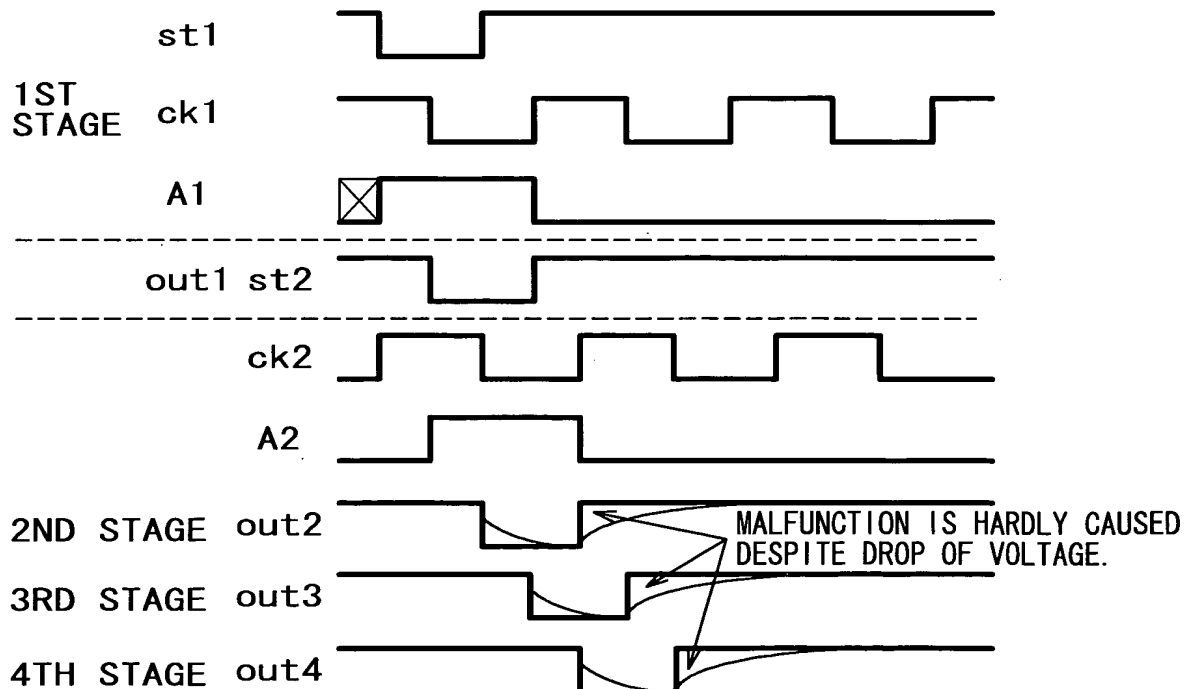 st1
1ST
STAGE
ck1
A1
out1 st2
ck2
A2
2ND STAGE out2
MALFUNCTION IS HARDLY CAUSED
DESPITE DROP OF VOLTAGE.
3RD STAGE out3
4TH STAGE out4